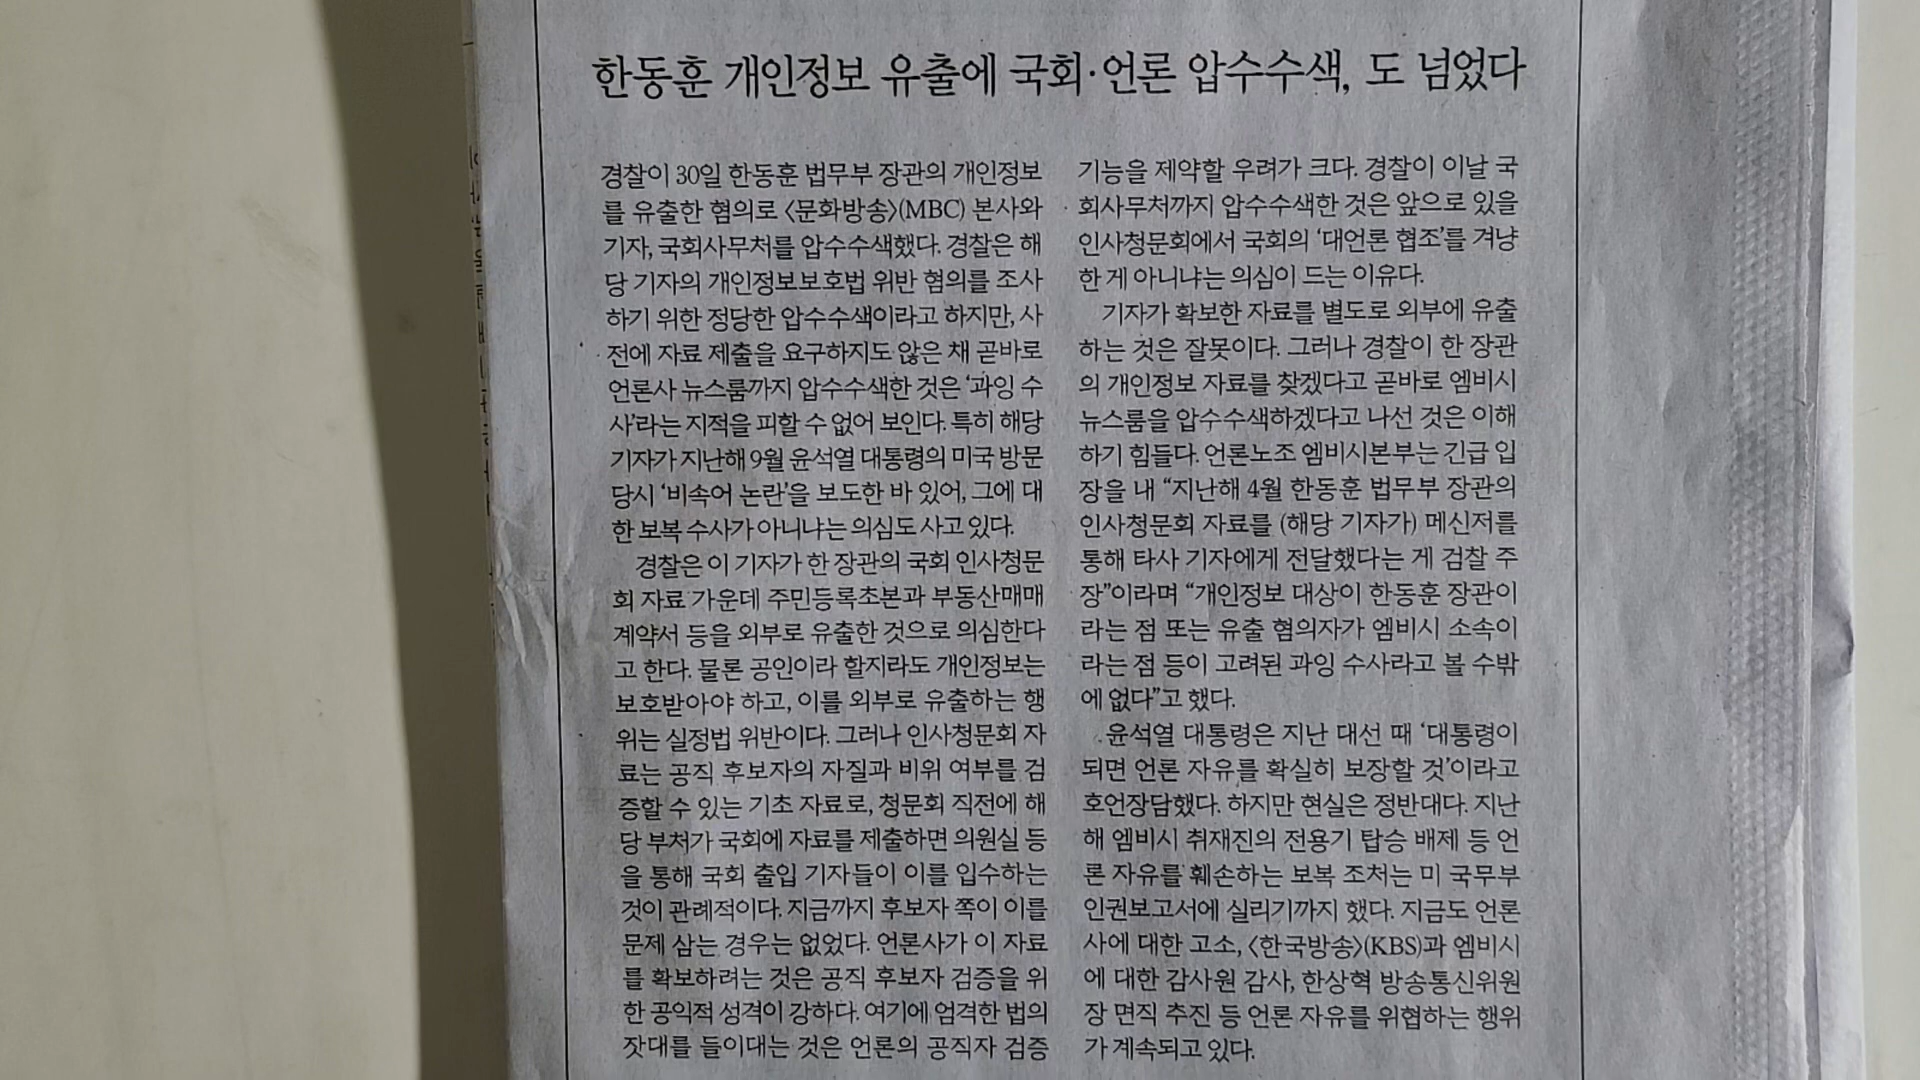 한동훈 개인정보 유출에 국회·언론 압수수색, 도 넘었다
경찰이 30일 한동훈 법무부 장관의 개인정보
를 유출한 혐의로 〈문화방송〉(MBC) 본사와
기자, 국회사무처를 압수수색했다. 경찰은 해
당 기자의 개인정보보호법 위반 혐의를 조사
하기 위한 정당한 압수수색이라고 하지만, 사
전에 자료 제출을 요구하지도 않은 채 곧바로
언론사 뉴스룸까지 압수수색한 것은 ‘과잉 수
사’라는 지적을 피할 수 없어 보인다. 특히 해당
기자가 지난해 9월 윤석열 대통령의 미국 방문
당시 ‘비속어 논란’을 보도한 바 있어, 그에 대
한 보복 수사가 아니냐는 의심도 사고 있다.
경찰은 이 기자가 한 장관의 국회 인사청문
회 자료 가운데 주민등록초본과 부동산매매
계약서 등을 외부로 유출한 것으로 의심한다
고 한다. 물론 공인이라 할지라도 개인정보는
보호받아야 하고, 이를 외부로 유출하는 행
위는 실정법 위반이다. 그러나 인사청문회 자
료는 공직 후보자의 자질과 비위 여부를 검
증할 수 있는 기초 자료로, 청문회 직전에 해
당 부처가 국회에 자료를 제출하면 의원실 등
을 통해 국회 출입 기자들이 이를 입수하는
것이 관례적이다. 지금까지 후보자 쪽이 이를
문제 삼는 경우는 없었다. 언론사가 이 자료
를 확보하려는 것은 공직 후보자 검증을 위
한 공익적 성격이 강하다. 여기에 엄격한 법의
잣대를 들이대는 것은 언론의 공직자 검증
기능을 제약할 우려가 크다. 경찰이 이날 국
회사무처까지 압수수색한 것은 앞으로 있을
인사청문회에서 국회의 ‘대언론 협조’를 겨냥
한 게 아니냐는 의심이 드는 이유다.
기자가 확보한 자료를 별도로 외부에 유출
하는 것은 잘못이다. 그러나 경찰이 한 장관
의 개인정보 자료를 찾겠다고 곧바로 엠비시
뉴스룸을 압수수색하겠다고 나선 것은 이해
하기 힘들다. 언론노조 엠비시본부는 긴급 입
장을 내 “지난해 4월 한동훈 법무부 장관의
인사청문회 자료를 (해당 기자가) 메신저를
통해 타사 기자에게 전달했다는 게 검찰 주
장”이라며 “개인정보 대상이 한동훈 장관이
라는 점 또는 유출 혐의자가 엠비시 소속이
라는 점 등이 고려된 과잉 수사라고 볼 수밖
에 없다”고 했다.
윤석열 대통령은 지난 대선 때 ‘대통령이
되면 언론 자유를 확실히 보장할 것’이라고
호언장담했다. 하지만 현실은 정반대다. 지난
해 엠비시 취재진의 전용기 탑승 배제 등 언
론 자유를 훼손하는 보복 조처는 미 국무부
인권보고서에 실리기까지 했다. 지금도 언론
사에 대한 고소, 〈한국방송〉(KBS)과 엠비시
에 대한 감사원 감사, 한상혁 방송통신위원
장 면직 추진 등 언론 자유를 위협하는 행위
가 계속되고 있다.